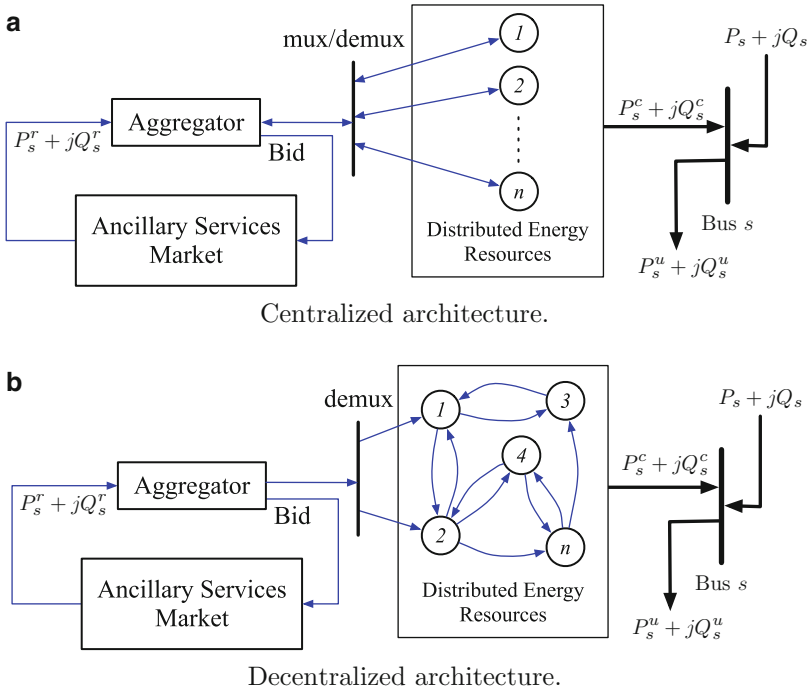 a
mux/demux
1
2
n
Distributed Energy
Resources
Aggregator
Bid
P_s^r + jQ_s^r
Ancillary Services
Market
P_s^c + jQ_s^c
P_s + jQ_s
Bus s
P_s^u + jQ_s^u
Centralized architecture.
b
demux
1
3
4
2
n
Distributed Energy
Resources
Aggregator
Bid
P_s^r + jQ_s^r
Ancillary Services
Market
P_s^c + jQ_s^c
P_s + jQ_s
Bus s
P_s^u + jQ_s^u
Decentralized architecture.